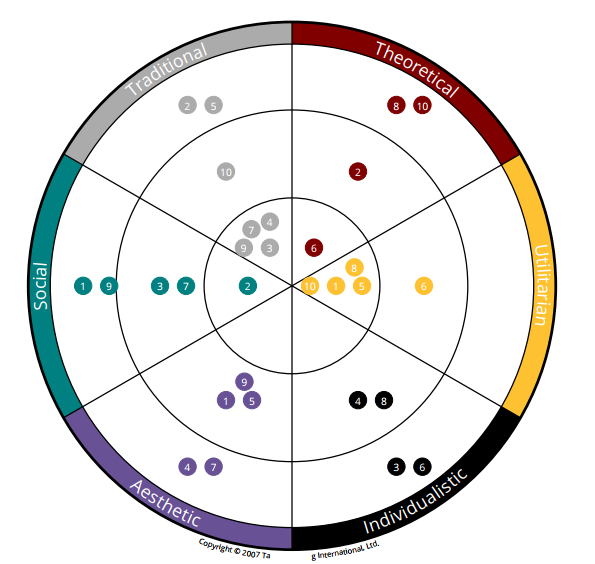 Traditional
Theoretical
2 5
8 10
10
2
4
7
9 3
6
8
10 1 5
6
Social
1 9 3 7 2
Utilitarian
9
1 5
4 8
4 7
3 6
Aesthetic
Individualistic
Copyright © 2007 Ta
g International, Ltd.